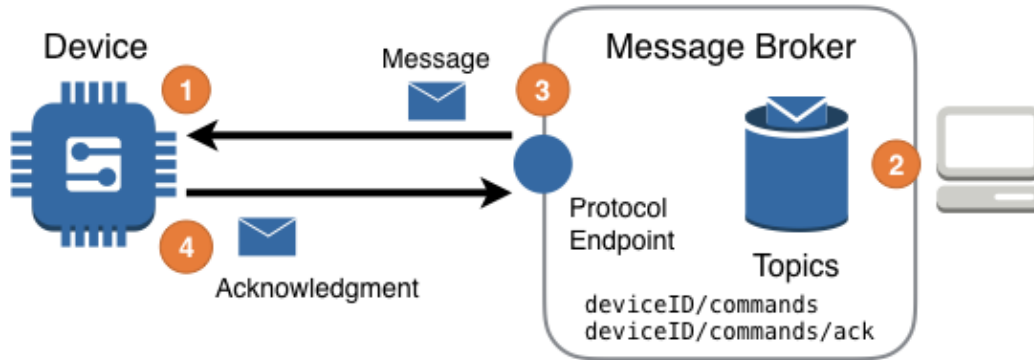 Device
Message Broker
Message
1
3
2
Protocol
Endpoint
4
Topics
Acknowledgment
deviceID/commands
deviceID/commands/ack